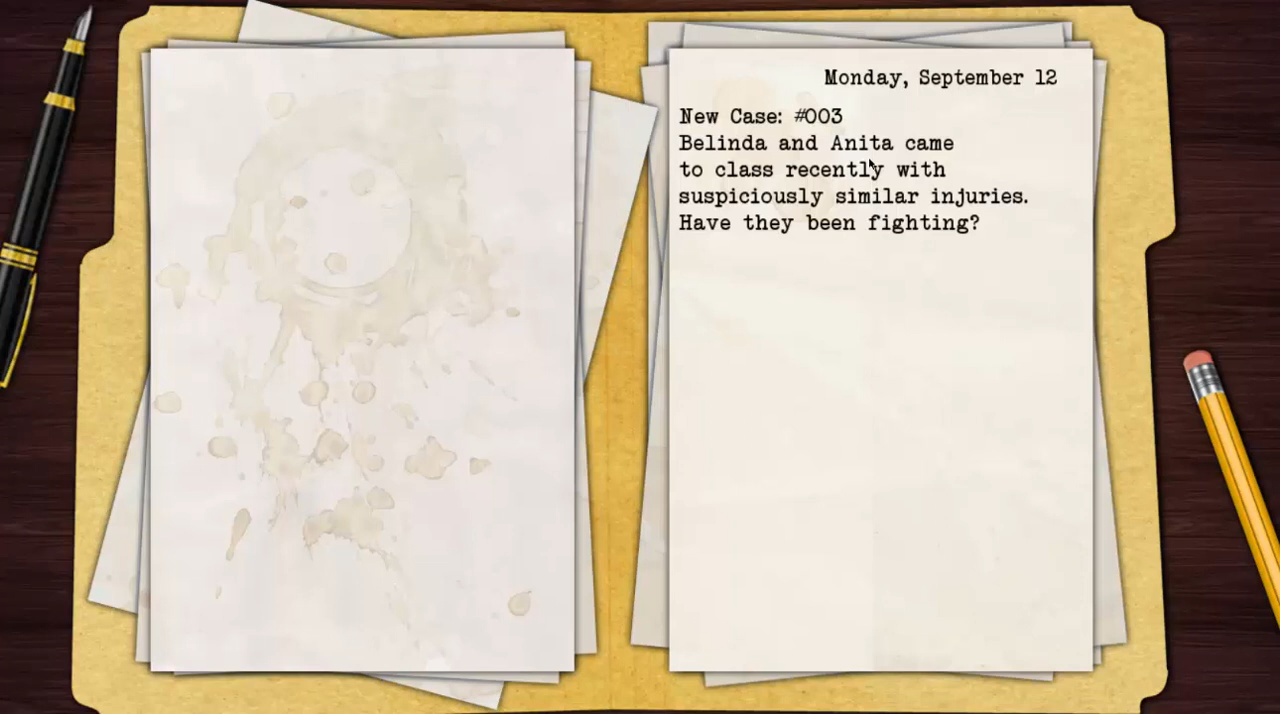 Monday, September 12
New Case: #003
Belinda and Anita came
to class recently with
suspiciously similar injuries.
Have they been fighting?